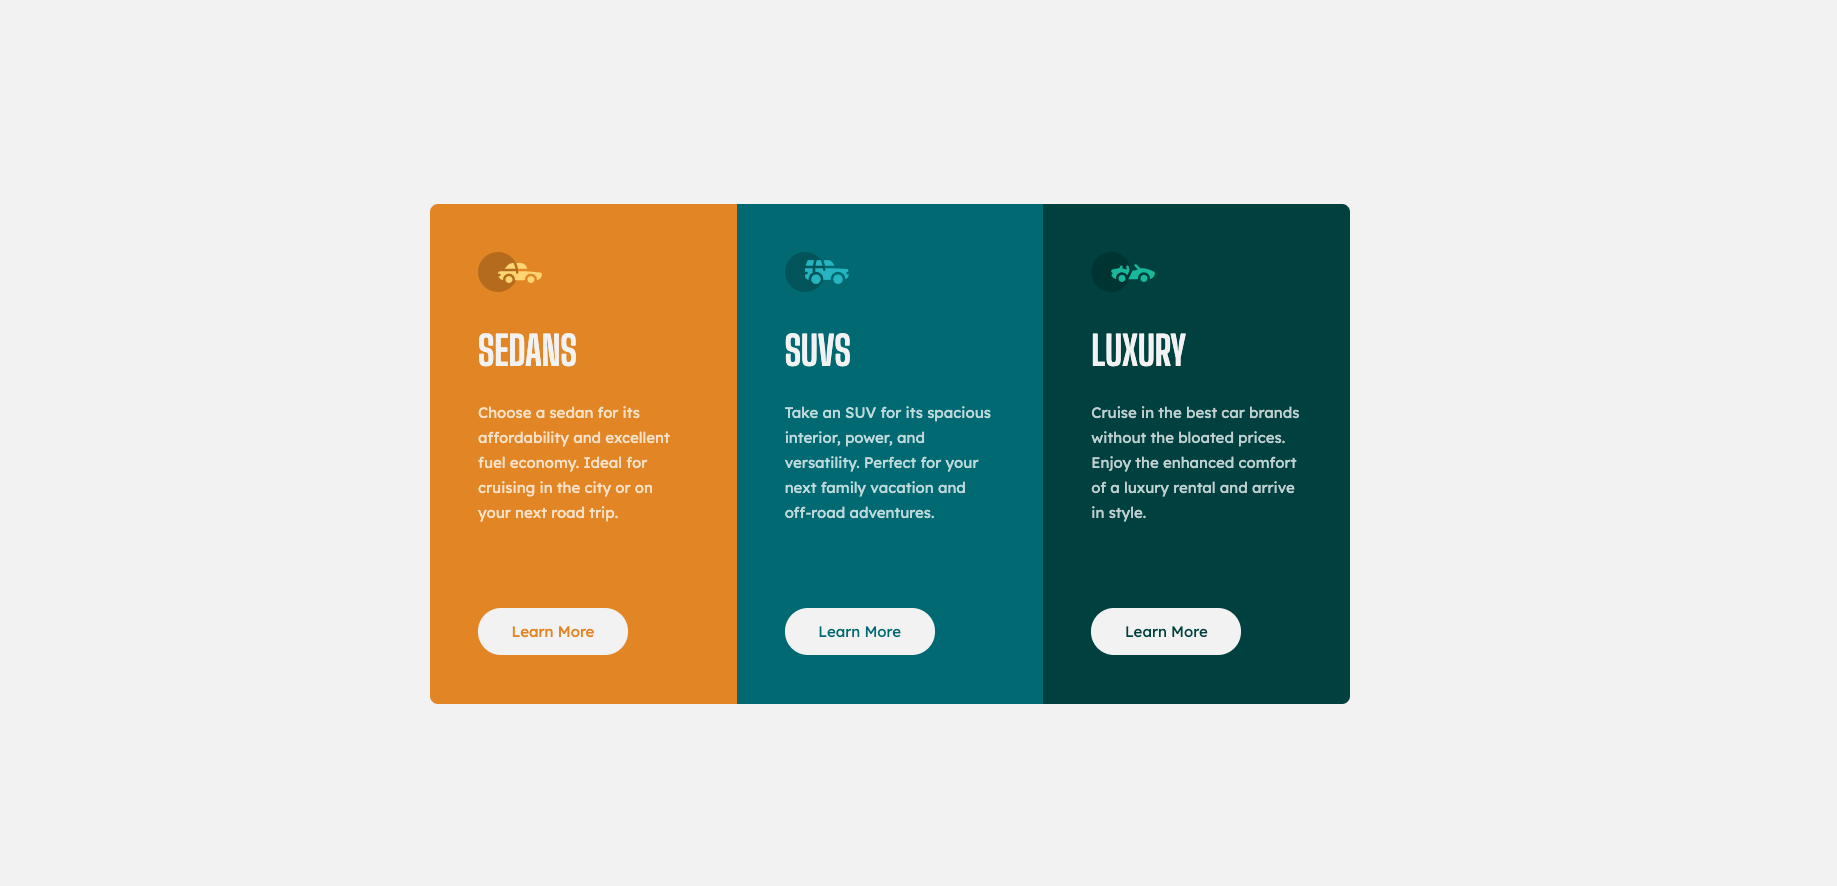 SEDANS
Choose a sedan for its
affordability and excellent
fuel economy. Ideal for
cruising in the city or on
your next road trip.
Learn More
SUVS
Take an SUV for its spacious
interior, power, and
versatility. Perfect for your
next family vacation and
off-road adventures.
Learn More
LUXURY
Cruise in the best car brands
without the bloated prices.
Enjoy the enhanced comfort
of a luxury rental and arrive
in style.
Learn More